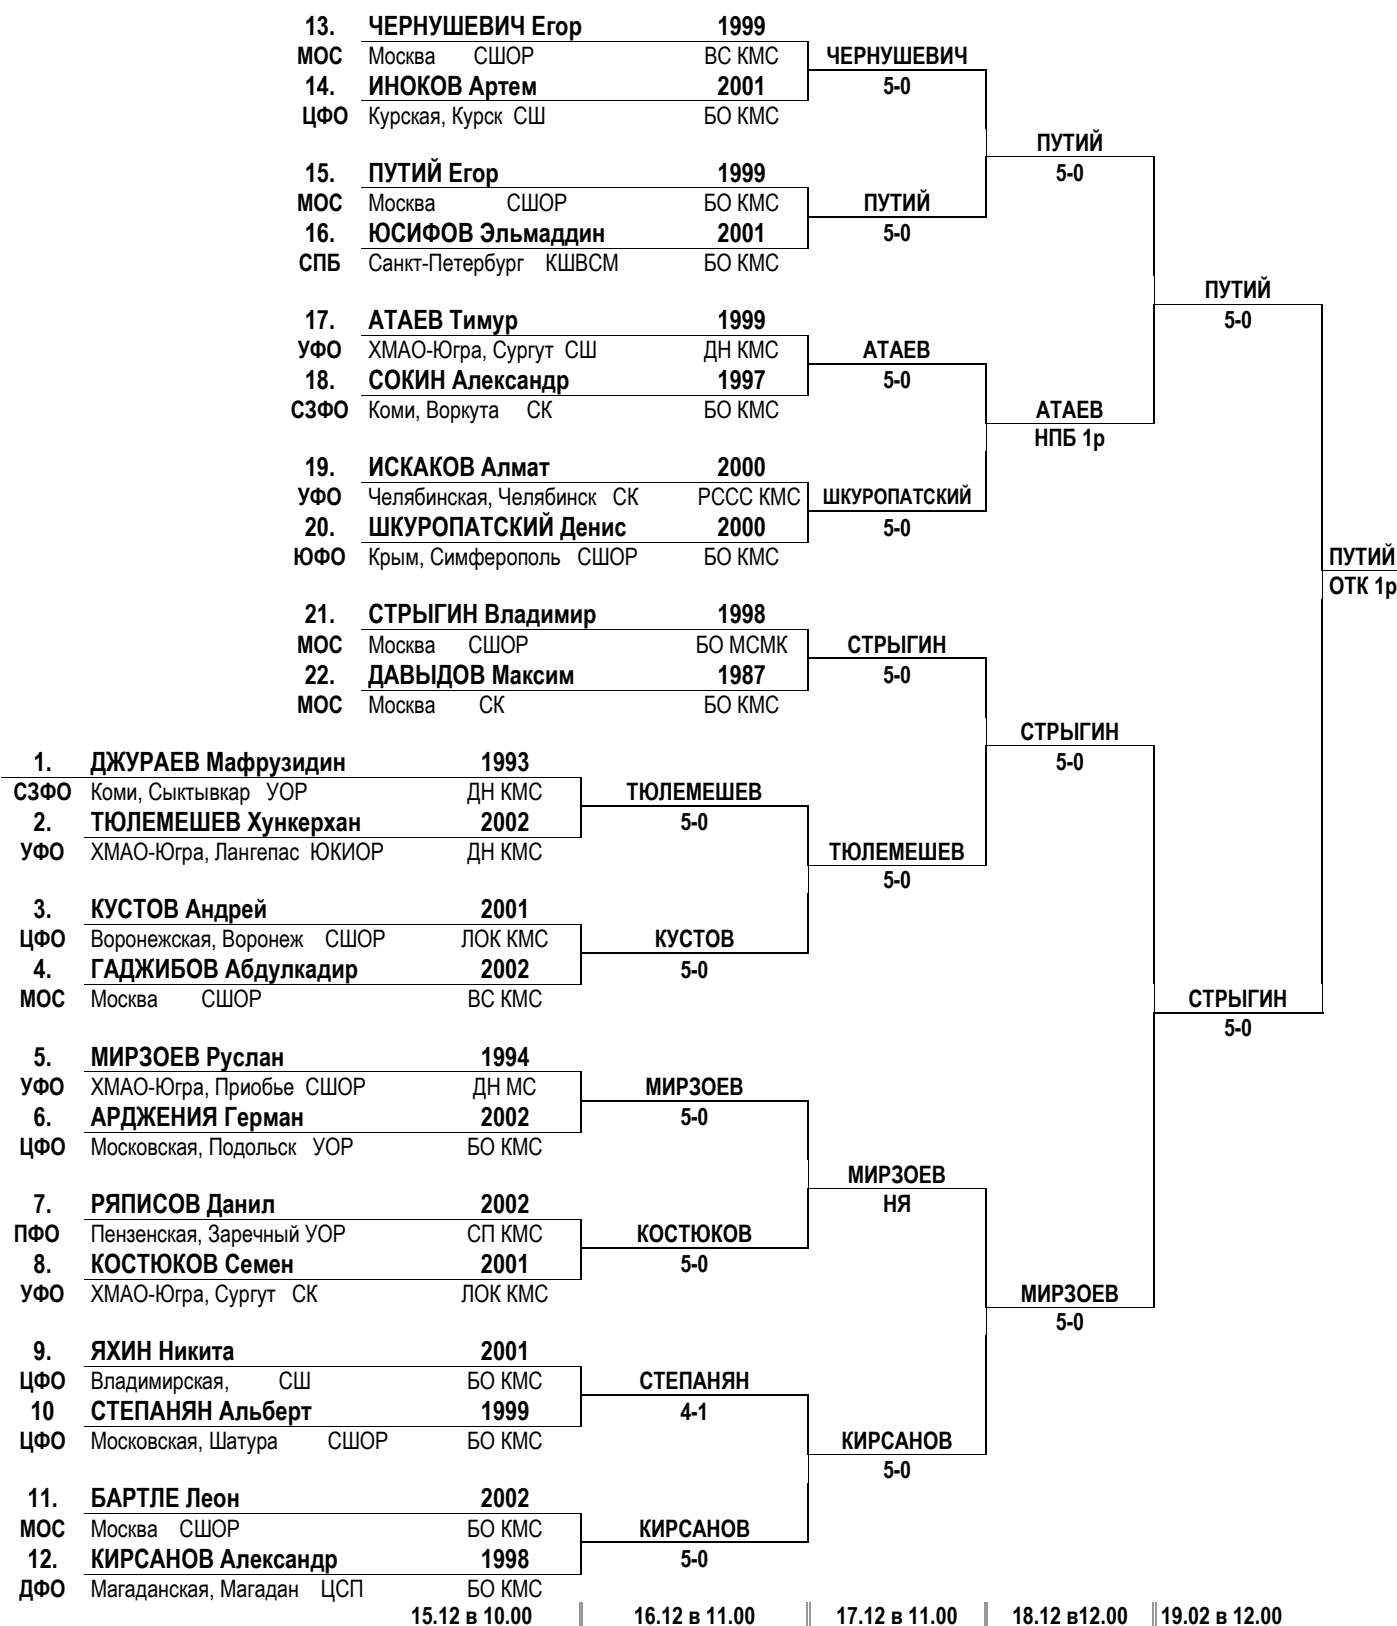 13. ЧЕРНУШЕВИЧ Егор 1999
МОС Москва СШОР ВС КМС ЧЕРНУШЕВИЧ
14. ИНОКОВ Артем 2001 5-0
ЦФО Курская, Курск СШ БО КМС
ПУТИЙ
15. ПУТИЙ Егор 1999 5-0
МОС Москва СШОР БО КМС ПУТИЙ
16. ЮСИФОВ Эльмаддин 2001 5-0
СПБ Санкт-Петербург КШВСМ БО КМС
ПУТИЙ
17. АТАЕВ Тимур 1999 5-0
УФО ХМАО-Югра, Сургут СШ ДН КМС АТАЕВ
18. СОКИН Александр 1997 5-0
СЗФО Коми, Воркута СК БО КМС АТАЕВ
НПБ 1р
19. ИСКАКОВ Алмат 2000
УФО Челябинская, Челябинск СК РССС КМС ШКУРОПАТСКИЙ
20. ШКУРОПАТСКИЙ Денис 2000 5-0
ЮФО Крым, Симферополь СШОР БО КМС ПУТИЙ
ОТК 1р
21. СТРЫГИН Владимир 1998
МОС Москва СШОР БО МСМК СТРЫГИН
22. ДАВЫДОВ Максим 1987 5-0
МОС Москва СК БО КМС
СТРЫГИН
1. ДЖУРАЕВ Мафрузидин 1993 5-0
СЗФО Коми, Сыктывкар УОР ДН КМС ТЮЛЕМЕШЕВ
2. ТЮЛЕМЕШЕВ Хункерхан 2002 5-0
УФО ХМАО-Югра, Лангепас ЮКИОР ДН КМС ТЮЛЕМЕШЕВ
5-0
3. КУСТОВ Андрей 2001
ЦФО Воронежская, Воронеж СШОР ЛОК КМС КУСТОВ
4. ГАДЖИБОВ Абдулкадир 2002 5-0
МОС Москва СШОР ВС КМС СТРЫГИН
5-0
5. МИРЗОЕВ Руслан 1994
УФО ХМАО-Югра, Приобье СШОР ДН МС МИРЗОЕВ
6. АРДЖЕНИЯ Герман 2002 5-0
ЦФО Московская, Подольск УОР БО КМС
МИРЗОЕВ
7. РЯПИСОВ Данил 2002 НЯ
ПФО Пензенская, Заречный УОР СП КМС КОСТЮКОВ
8. КОСТЮКОВ Семен 2001 5-0
УФО ХМАО-Югра, Сургут СК ЛОК КМС МИРЗОЕВ
5-0
9. ЯХИН Никита 2001
ЦФО Владимирская, СШ БО КМС СТЕПАНЯН
10 СТЕПАНЯН Альберт 1999 4-1
ЦФО Московская, Шатура СШОР БО КМС КИРСАНОВ
5-0
11. БАРТЛЕ Леон 2002
МОС Москва СШОР БО КМС КИРСАНОВ
12. КИРСАНОВ Александр 1998 5-0
ДФО Магаданская, Магадан ЦСП БО КМС
15.12 в 10.00 16.12 в 11.00 17.12 в 11.00 18.12 в12.00 19.02 в 12.00